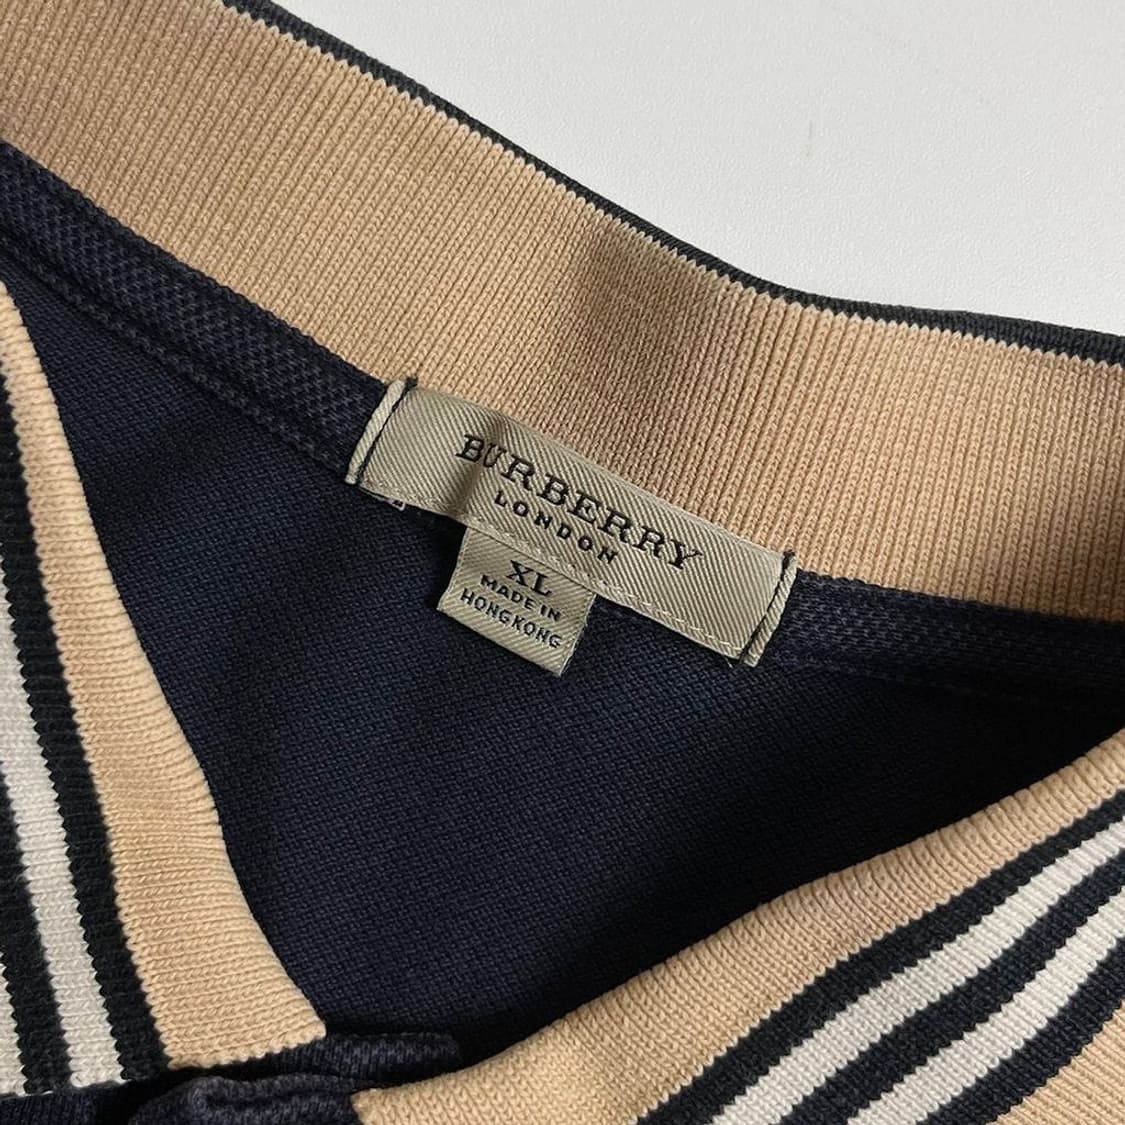 BURBERRY
LONDON
XL
MADE IN
HONG KONG